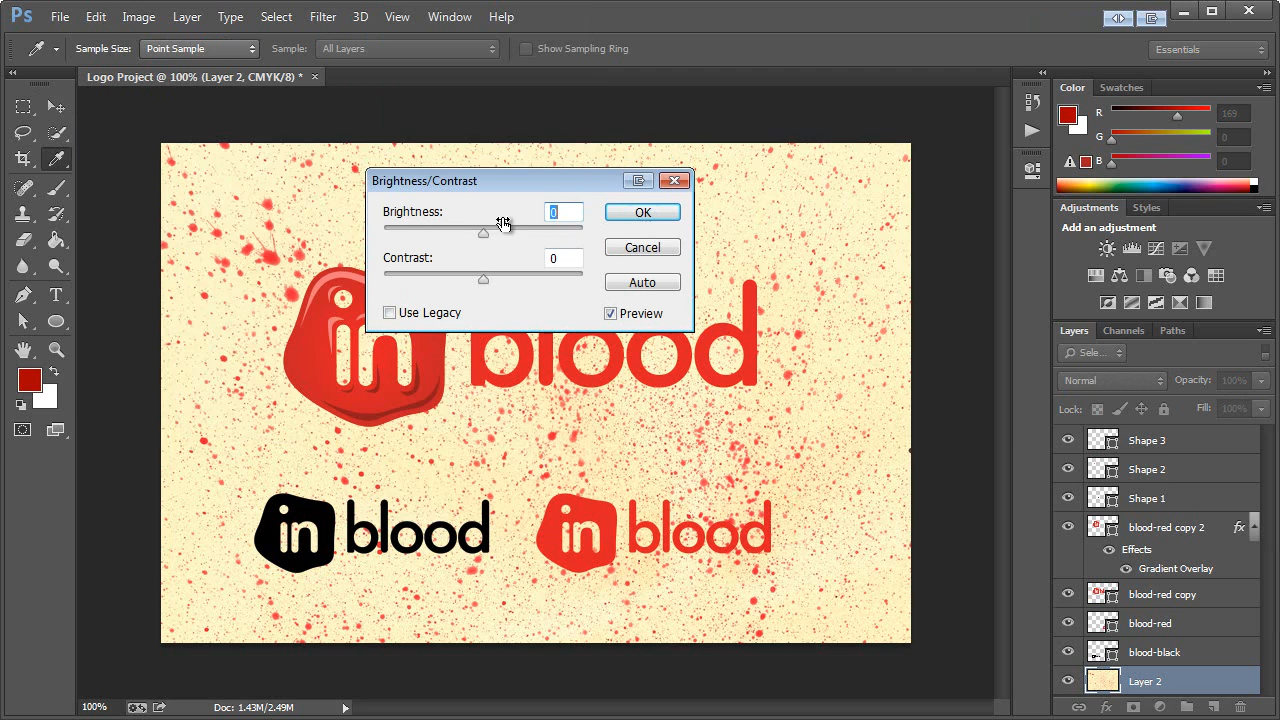 Ps File Edit Image Layer Type Select Filter 3D View Window Help
Sample Size: Point Sample Sample: All Layers Show Sampling Ring Essentials
Logo Project @ 100% (Layer 2, CMYK/8) * ×
Color Swatches
R 169
G 0
B 0
Brightness/Contrast
Brightness: 0 OK
Cancel
Contrast: 0
Auto
Use Legacy Preview
in blood
in blood
in blood
Adjustments Styles
Add an adjustment
Layers Channels Paths
Sele...
Normal Opacity: 100%
Lock: Fill: 100%
Shape 3
Shape 2
Shape 1
blood-red copy 2 fx
Effects
Gradient Overlay
blood-red copy
blood-red
blood-black
Layer 2
fx
100% Doc: 1.43M/2.49M